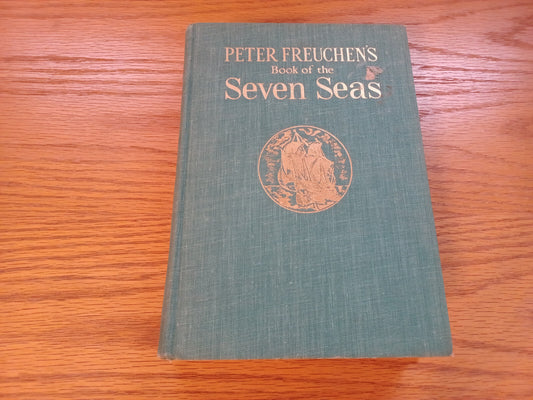 PETER FREUCHEN'S
Book of the
Seven Seas